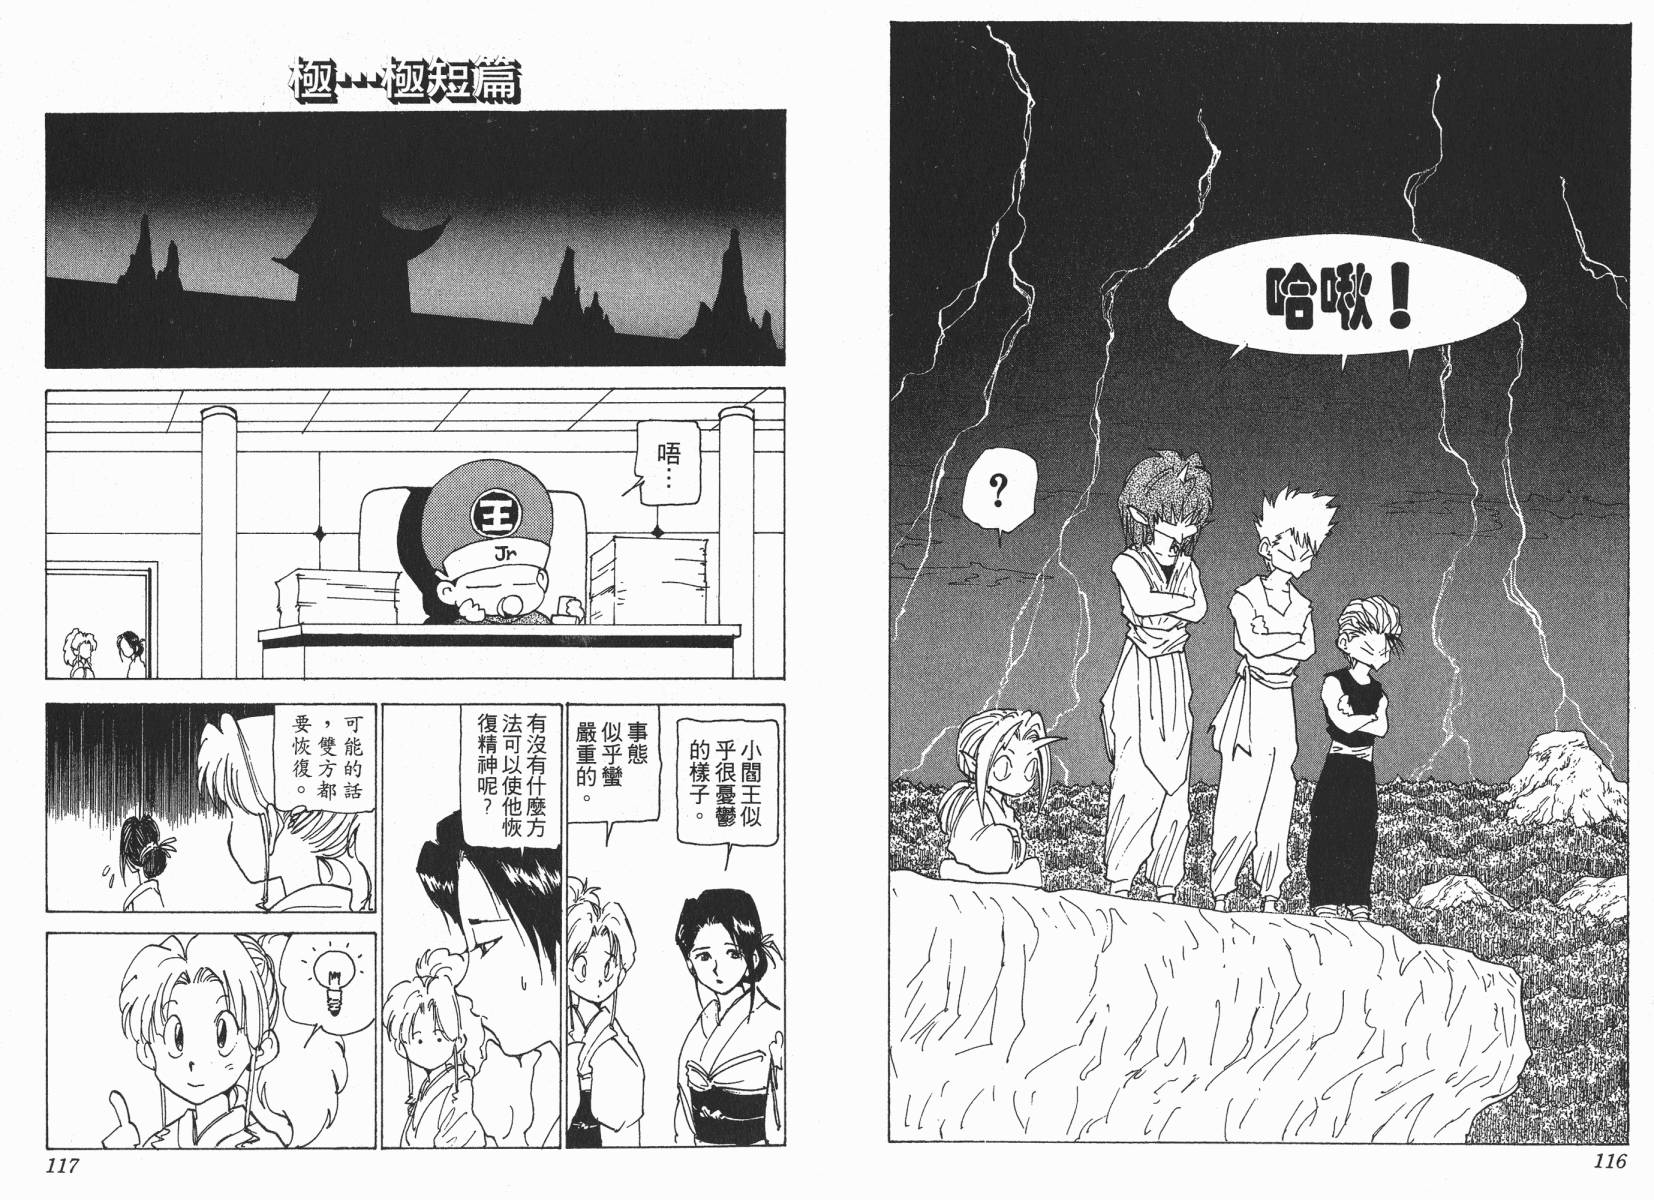 哈啾！
？
116
極…極短篇
唔…
王
Jr
小閻王似
乎很憂鬱
的樣子。
事態
似乎蠻
嚴重的。
有沒有什麼方
法可以使他恢
復精神呢？
可能的話
，雙方都
要恢復。
117